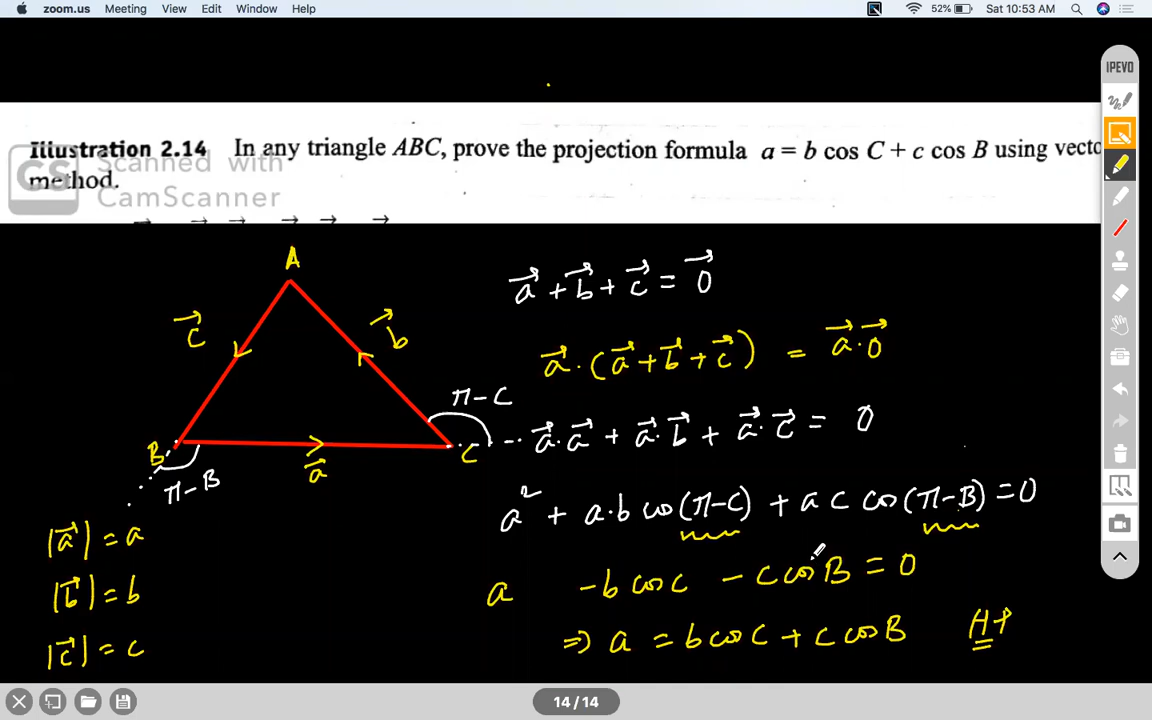 zoom.us Meeting View Edit Window Help 52% Sat 10:53 AM
IPEVO
Illustration 2.14 In any triangle ABC, prove the projection formula a = b cos C + c cos B using vecto
method.
CS Scanned with
CamScanner
A
c⃗
b⃗
π-C
B
C
a⃗
π-B
|a⃗| = a
|b⃗| = b
|c⃗| = c
a⃗ + b⃗ + c⃗ = 0⃗
a⃗ · (a⃗ + b⃗ + c⃗) = a⃗ · 0⃗
a⃗ · a⃗ + a⃗ · b⃗ + a⃗ · c⃗ = 0
a² + a·b cos(π-C) + a c cos(π-B) = 0
a -b cos C - c cos B = 0
⇒ a = b cos C + c cos B HP
14 / 14